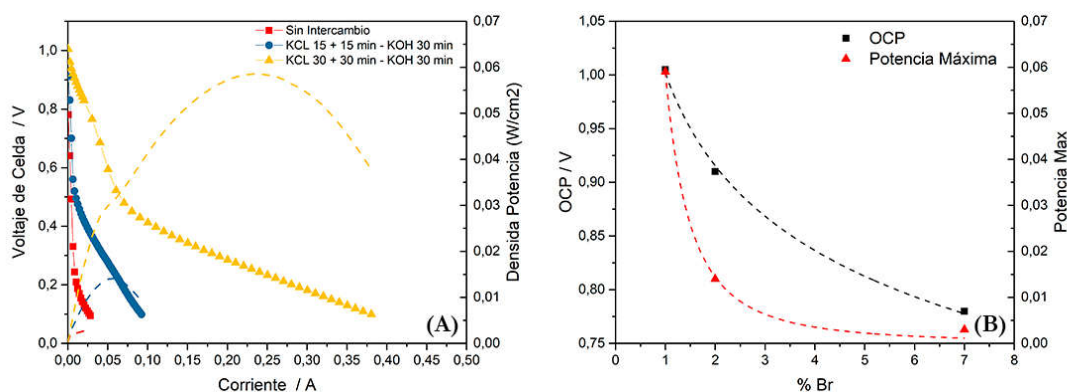 Sin Intercambio
KCL 15 + 15 min - KOH 30 min
KCL 30 + 30 min - KOH 30 min
1,0
0,8
0,6
0,4
0,2
0,0
Voltaje de Celda / V
0,07
0,06
0,05
0,04
0,03
0,02
0,01
0,00
Densida Potencia (W/cm2)
0,00 0,05 0,10 0,15 0,20 0,25 0,30 0,35 0,40 0,45 0,50
Corriente / A
(A)
OCP
Potencia Máxima
1,05
1,00
0,95
0,90
0,85
0,80
0,75
OCP / V
0,07
0,06
0,05
0,04
0,03
0,02
0,01
0,00
Potencia Max
0 1 2 3 4 5 6 7 8
% Br
(B)